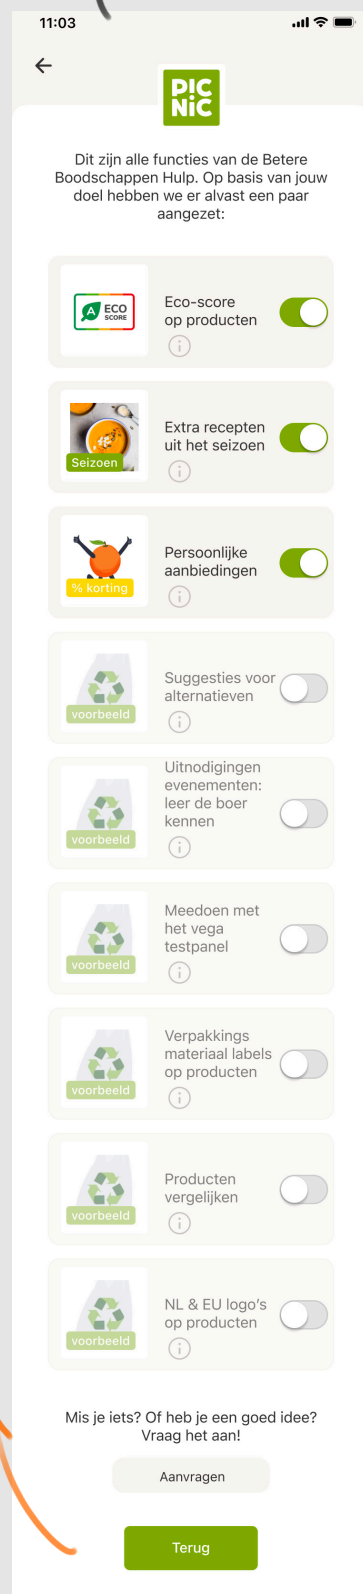 11:03
PIC
NiC
Dit zijn alle functies van de Betere
Boodschappen Hulp. Op basis van jouw
doel hebben we er alvast een paar
aangezet:
A ECO
SCORE
Eco-score
op producten
i
Seizoen
Extra recepten
uit het seizoen
i
% korting
Persoonlijke
aanbiedingen
i
voorbeeld
Suggesties voor
alternatieven
i
voorbeeld
Uitnodigingen
evenementen:
leer de boer
kennen
i
voorbeeld
Meedoen met
het vega
testpanel
i
voorbeeld
Verpakkings
materiaal labels
op producten
i
voorbeeld
Producten
vergelijken
i
voorbeeld
NL & EU logo's
op producten
i
Mis je iets? Of heb je een goed idee?
Vraag het aan!
Aanvragen
Terug